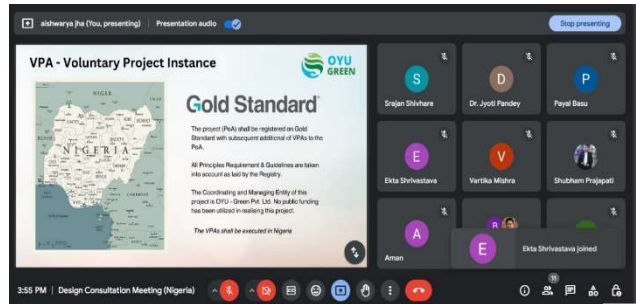 aishwarya jha (You, presenting)
Presentation audio
Stop presenting
VPA - Voluntary Project Instance
OYU
GREEN
NIGER
NIGERIA
Gold Standard
The project (PoA) shall be registered on Gold
Standard with subsequent additional of VPAs to the
PoA.
All Principles Requirement & Guidelines are taken
into account as laid by the Registry.
The Coordinating and Managing Entity of this
project is OYU - Green Pvt. Ltd. No public funding
has been utilized in realising this project.
The VPAs shall be executed in Nigeria
S
Srajan Shivhare
D
Dr. Jyoti Pandey
P
Payal Basu
E
Ekta Shrivastava
V
Vartika Mishra
Shubham Prajapati
A
Aman
E
Ekta Shrivastava joined
3:55 PM | Design Consultation Meeting (Nigeria)
11